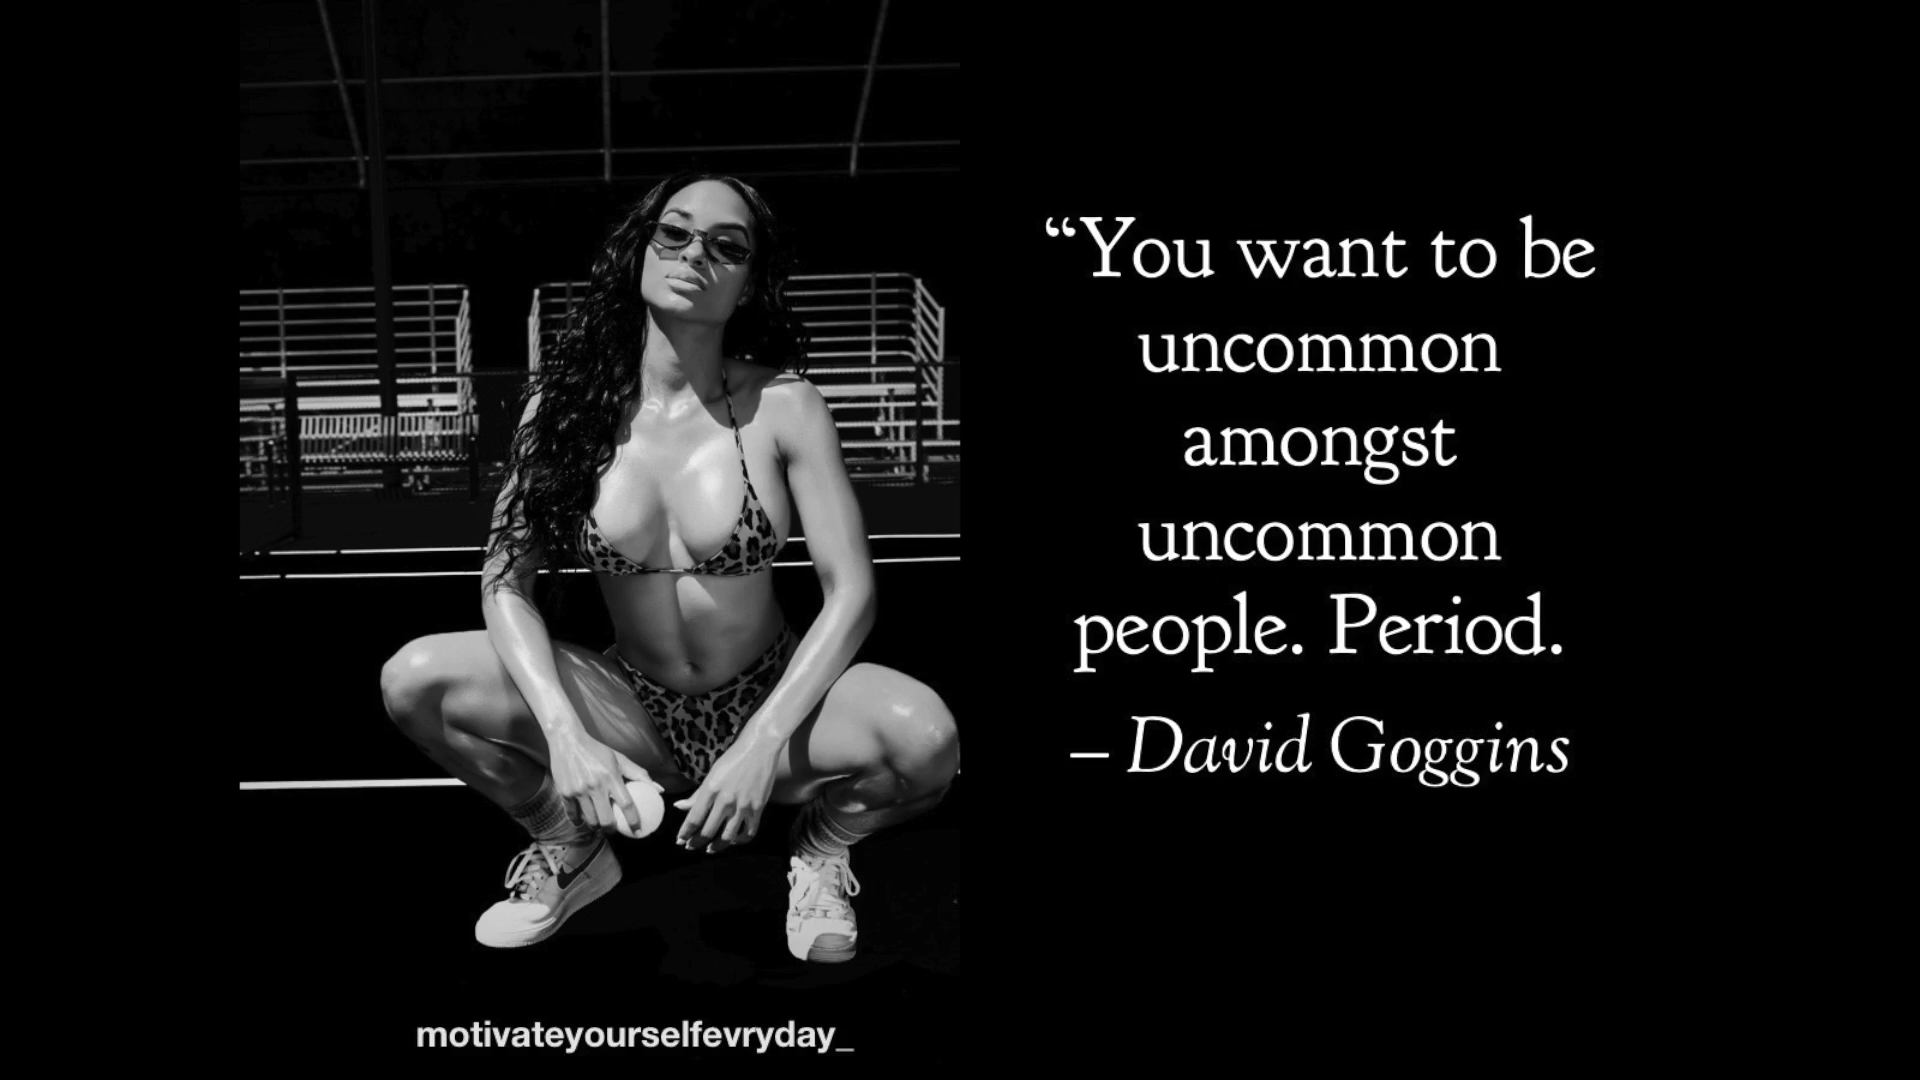 “You want to be
uncommon
amongst
uncommon
people. Period.
– David Goggins
motivateyourselfevryday_